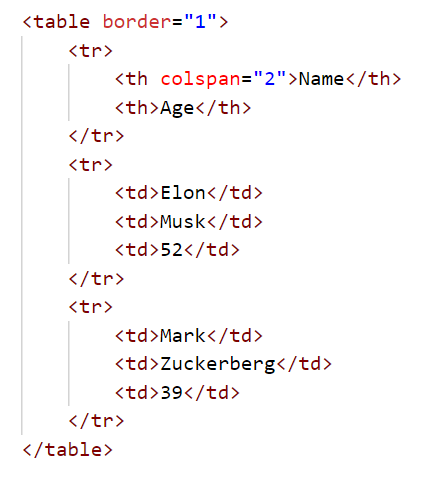 <table border="1">
<tr>
<th colspan="2">Name</th>
<th>Age</th>
</tr>
<tr>
<td>Elon</td>
<td>Musk</td>
<td>52</td>
</tr>
<tr>
<td>Mark</td>
<td>Zuckerberg</td>
<td>39</td>
</tr>
</table>